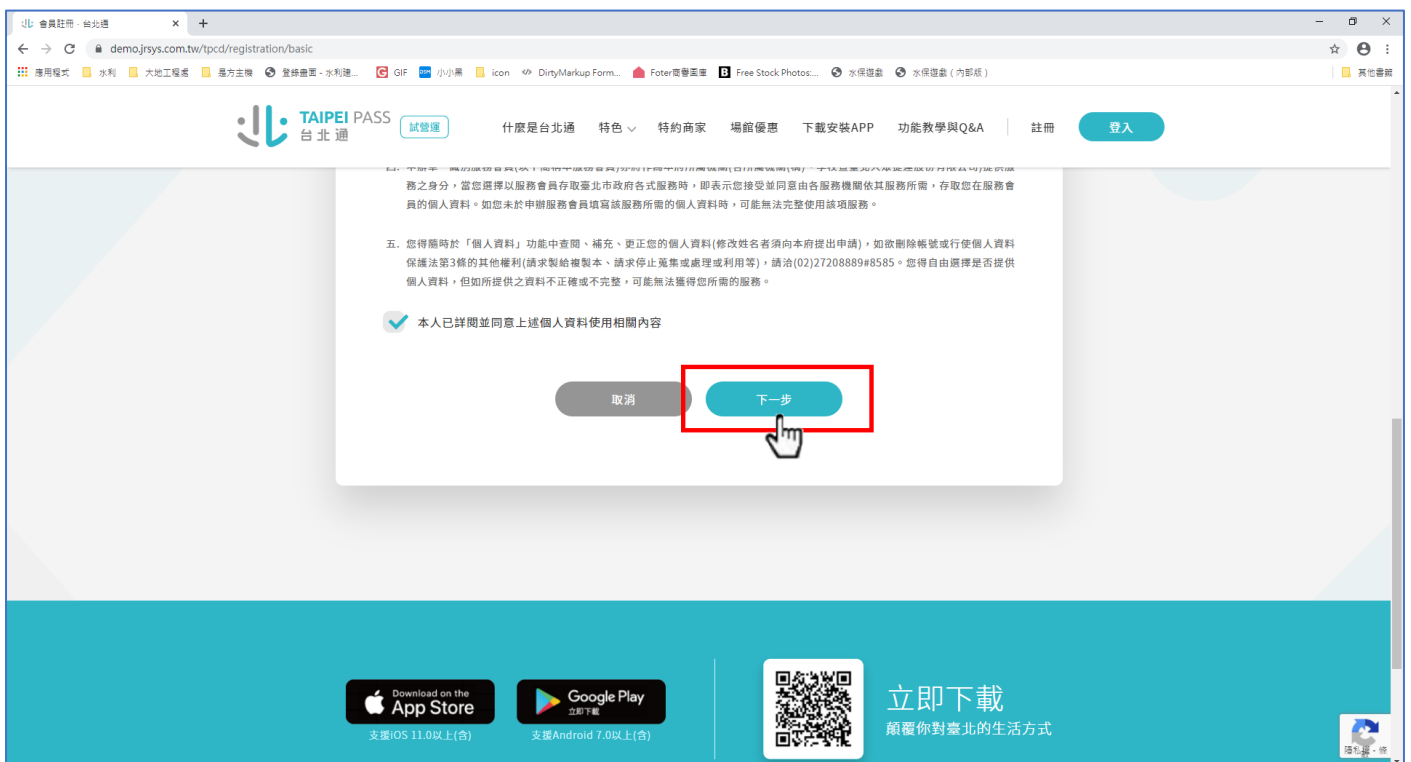 會員註冊 - 台北通
demo.jrsys.com.tw/tpcd/registration/basic
應用程式 水利 大地工程處 是方主機 登錄畫面 - 水利建... GIF 小小黑 icon DirtyMarkup Form... Foter商譽圖庫 Free Stock Photos:... 水保遊戲 水保遊戲(內部版) 其他書籤
TAIPEI PASS
台北通
試營運
什麼是台北通 特色 特約商家 場館優惠 下載安裝APP 功能教學與Q&A 註冊 登入
務之身分，當您選擇以服務會員存取臺北市政府各式服務時，即表示您接受並同意由各服務機關依其服務所需，存取您在服務會
員的個人資料。如您未於申辦服務會員填寫該服務所需的個人資料時，可能無法完整使用該項服務。
五. 您得隨時於「個人資料」功能中查閱、補充、更正您的個人資料(修改姓名者須向本府提出申請)，如欲刪除帳號或行使個人資料
保護法第3條的其他權利(請求製給複製本、請求停止蒐集或處理或利用等)，請洽(02)27208889#8585。您得自由選擇是否提供
個人資料，但如所提供之資料不正確或不完整，可能無法獲得您所需的服務。
本人已詳閱並同意上述個人資料使用相關內容
取消 下一步
Download on the
App Store
支援iOS 11.0以上(含)
Google Play
立即下載
支援Android 7.0以上(含)
立即下載
顛覆你對臺北的生活方式